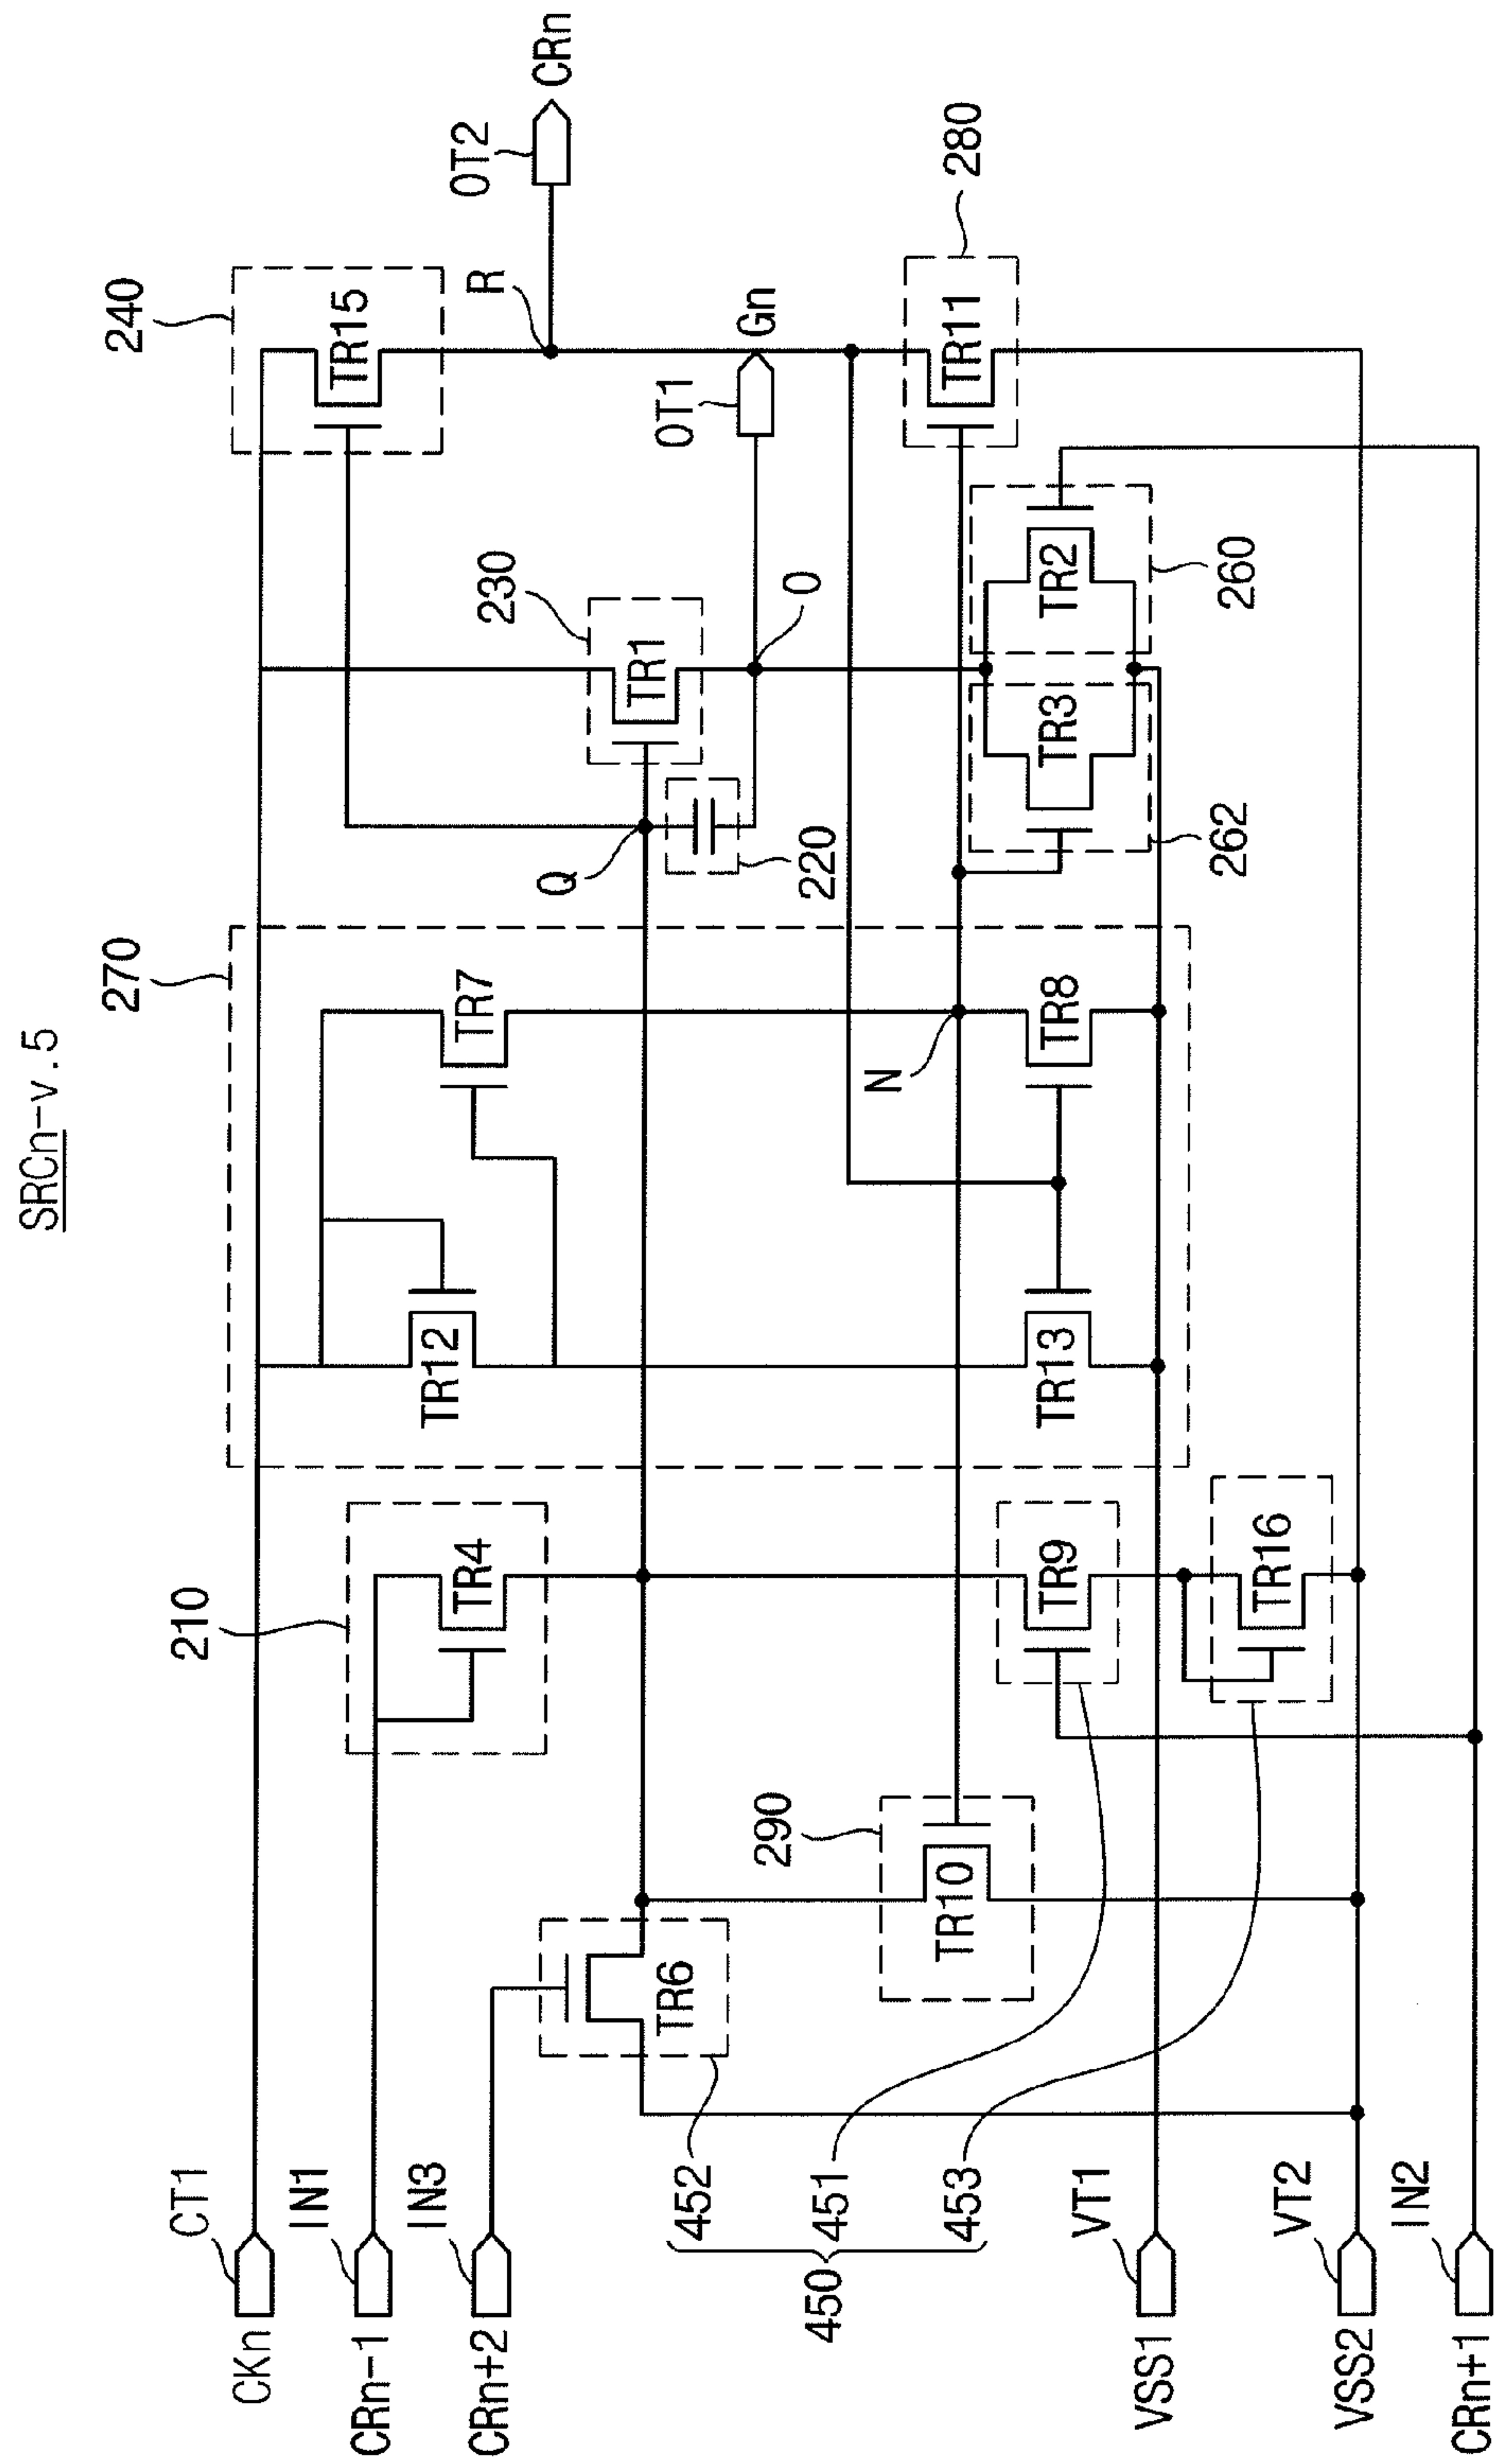 SRCn-v.5
270
240
210
230
220
260
262
280
290
CKn
CT1
CRn-1
IN1
CRn+2
IN3
VSS1
VT1
VSS2
VT2
CRn+1
IN2
450
452
451
453
TR6
TR10
TR4
TR9
TR16
TR12
TR13
TR7
TR8
N
Q
TR1
O
TR3
TR2
TR15
TR11
R
OT1
Gn
OT2
CRn